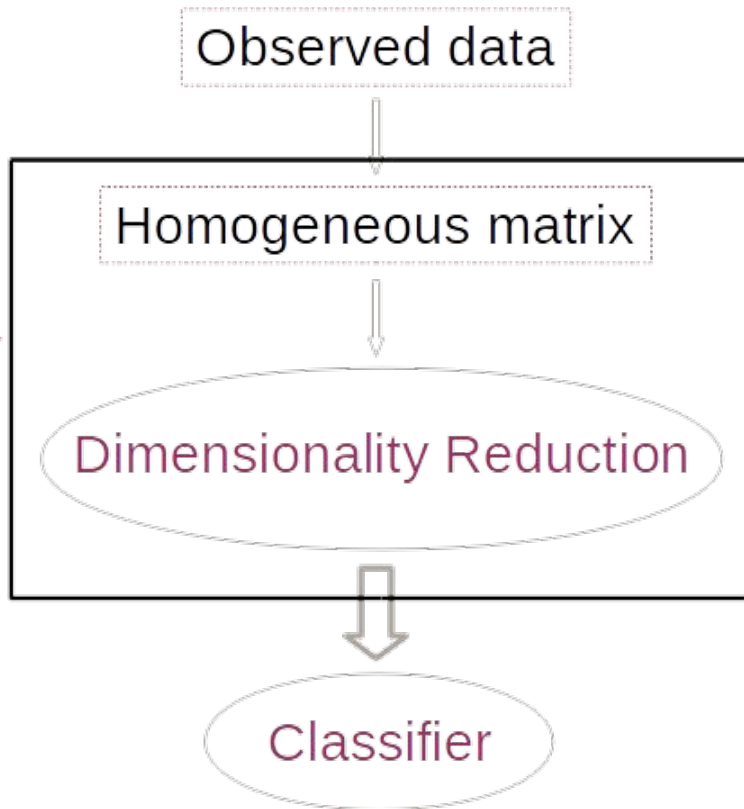 Observed data
Homogeneous matrix
Dimensionality Reduction
Classifier